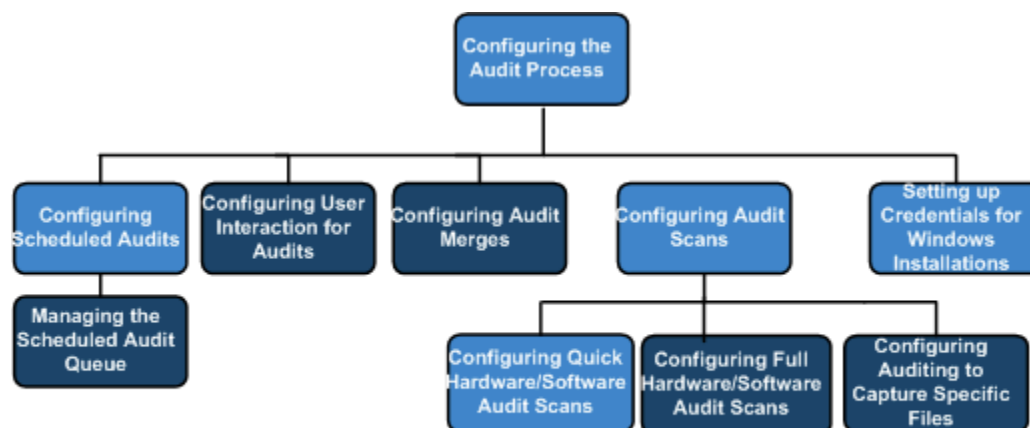 Configuring the
Audit Process
Configuring
Scheduled Audits
Configuring User
Interaction for
Audits
Configuring Audit
Merges
Configuring Audit
Scans
Setting up
Credentials for
Windows
Installations
Managing the
Scheduled Audit
Queue
Configuring Quick
Hardware/Software
Audit Scans
Configuring Full
Hardware/Software
Audit Scans
Configuring
Auditing to
Capture Specific
Files